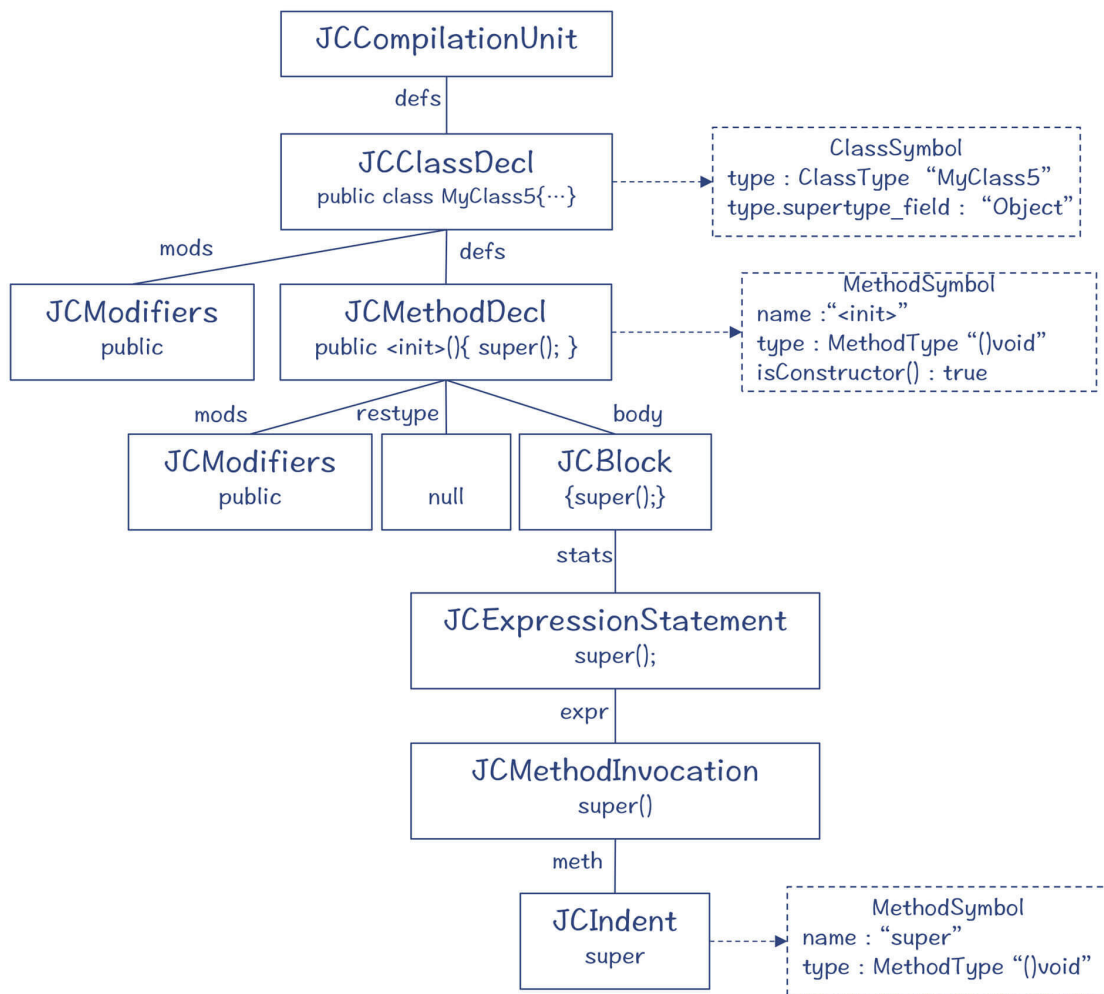 JCCompilationUnit
defs
JCClassDecl
public class MyClass5{…}
ClassSymbol
type : ClassType “MyClass5”
type.supertype_field : “Object”
mods
defs
JCModifiers
public
JCMethodDecl
public <init>(){ super(); }
MethodSymbol
name :“<init>”
type : MethodType “()void”
isConstructor() : true
mods
restype
body
JCModifiers
public
null
JCBlock
{super();}
stats
JCExpressionStatement
super();
expr
JCMethodInvocation
super()
meth
JCIndent
super
MethodSymbol
name : “super”
type : MethodType “()void”